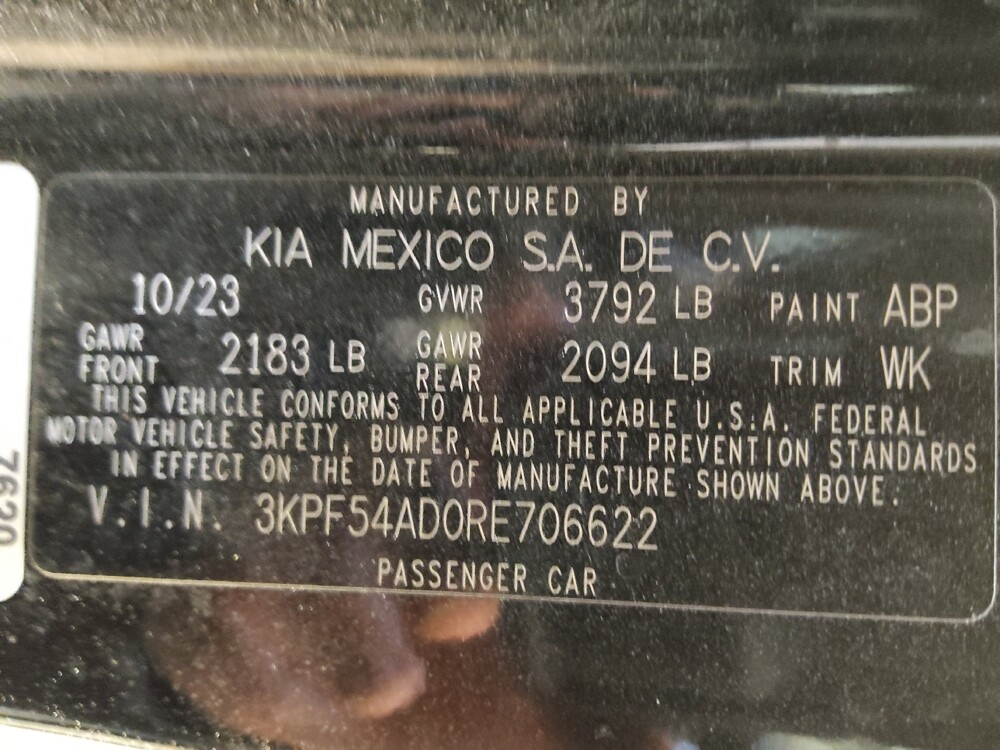 MANUFACTURED BY
KIA MEXICO S.A. DE C.V.
10/23 GVWR 3792 LB PAINT ABP
GAWR FRONT 2183 LB GAWR REAR 2094 LB TRIM WK
THIS VEHICLE CONFORMS TO ALL APPLICABLE U.S.A. FEDERAL
MOTOR VEHICLE SAFETY, BUMPER, AND THEFT PREVENTION STANDARDS
IN EFFECT ON THE DATE OF MANUFACTURE SHOWN ABOVE.
V.I.N. 3KPF54AD0RE706622
PASSENGER CAR